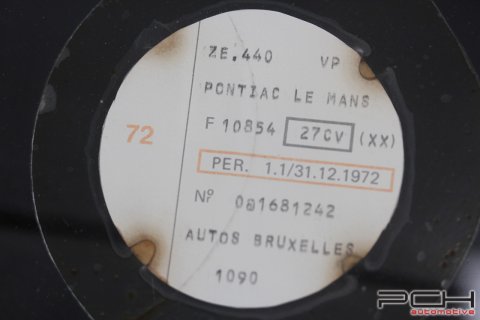 ZE.440 VP
PONTIAC LE MANS
72
F 10854 27CV (XX)
PER. 1.1/31.12.1972
Nº 081681242
AUTOS BRUXELLES
1090
PCH
automotive